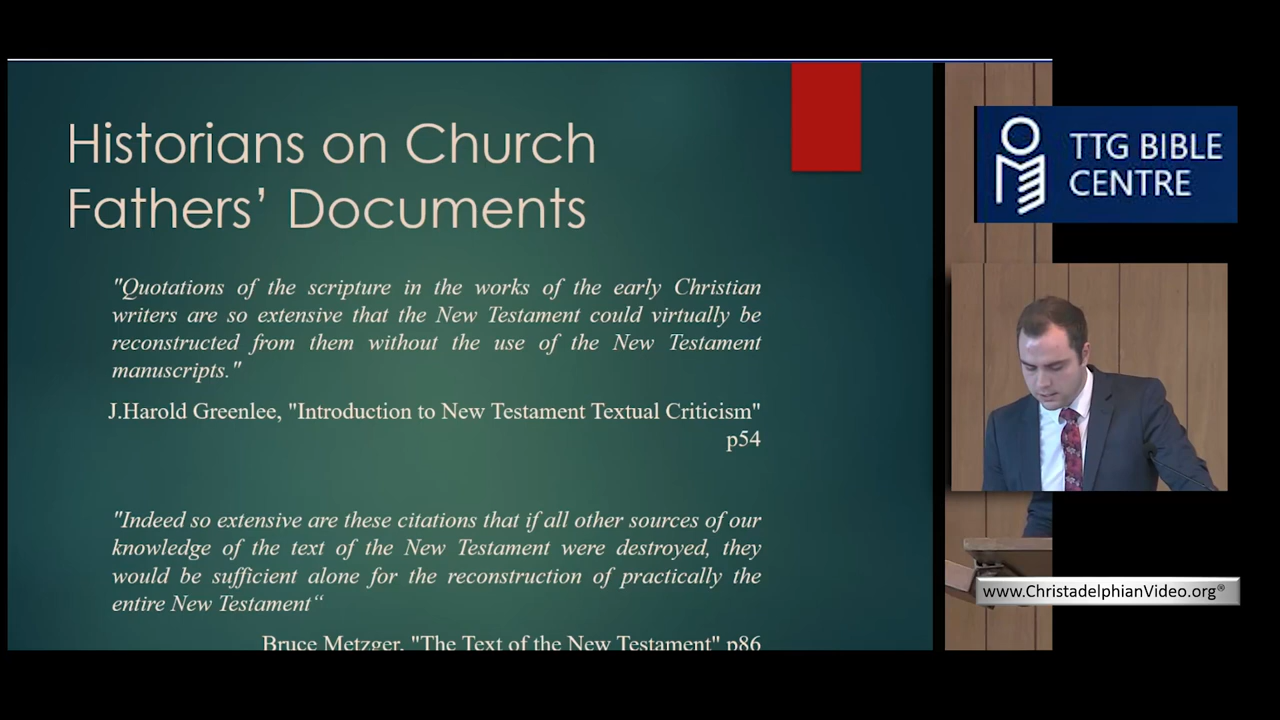 Historians on Church
Fathers’ Documents
"Quotations of the scripture in the works of the early Christian
writers are so extensive that the New Testament could virtually be
reconstructed from them without the use of the New Testament
manuscripts."
J.Harold Greenlee, "Introduction to New Testament Textual Criticism"
p54
"Indeed so extensive are these citations that if all other sources of our
knowledge of the text of the New Testament were destroyed, they
would be sufficient alone for the reconstruction of practically the
entire New Testament“
Bruce Metzger, "The Text of the New Testament" p86
TTG BIBLE
CENTRE
www.ChristadelphianVideo.org®